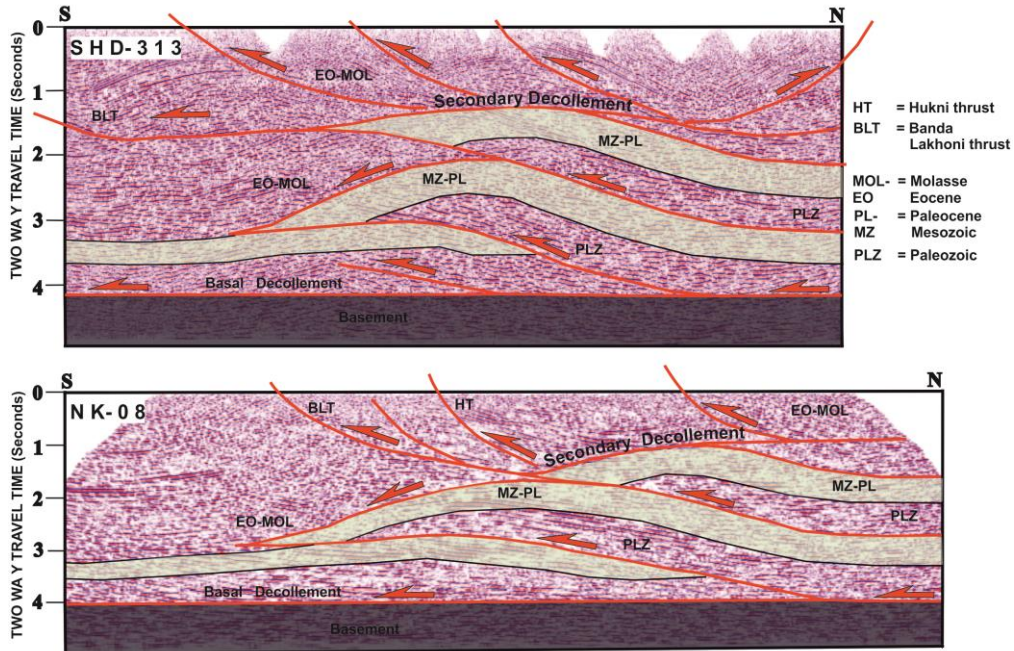 S N
0
SHD-313
EO-MOL
1
Secondary Decollement
BLT
MZ-PL
2
EO-MOL
MZ-PL
PLZ
3
PLZ
4
Basal Decollement
Basement
TWO WA Y TRAVEL TIME (Seconds)
HT = Hukni thrust
BLT = Banda
Lakhoni thrust
MOL- = Molasse
EO Eocene
PL- = Paleocene
MZ Mesozoic
PLZ = Paleozoic
S N
0
NK-08
BLT
HT
EO-MOL
1
Secondary Decollement
2
MZ-PL
MZ-PL
EO-MOL
PLZ
3
PLZ
Basal Decollement
4
Basement
TWO WA Y TRAVEL TIME (Seconds)